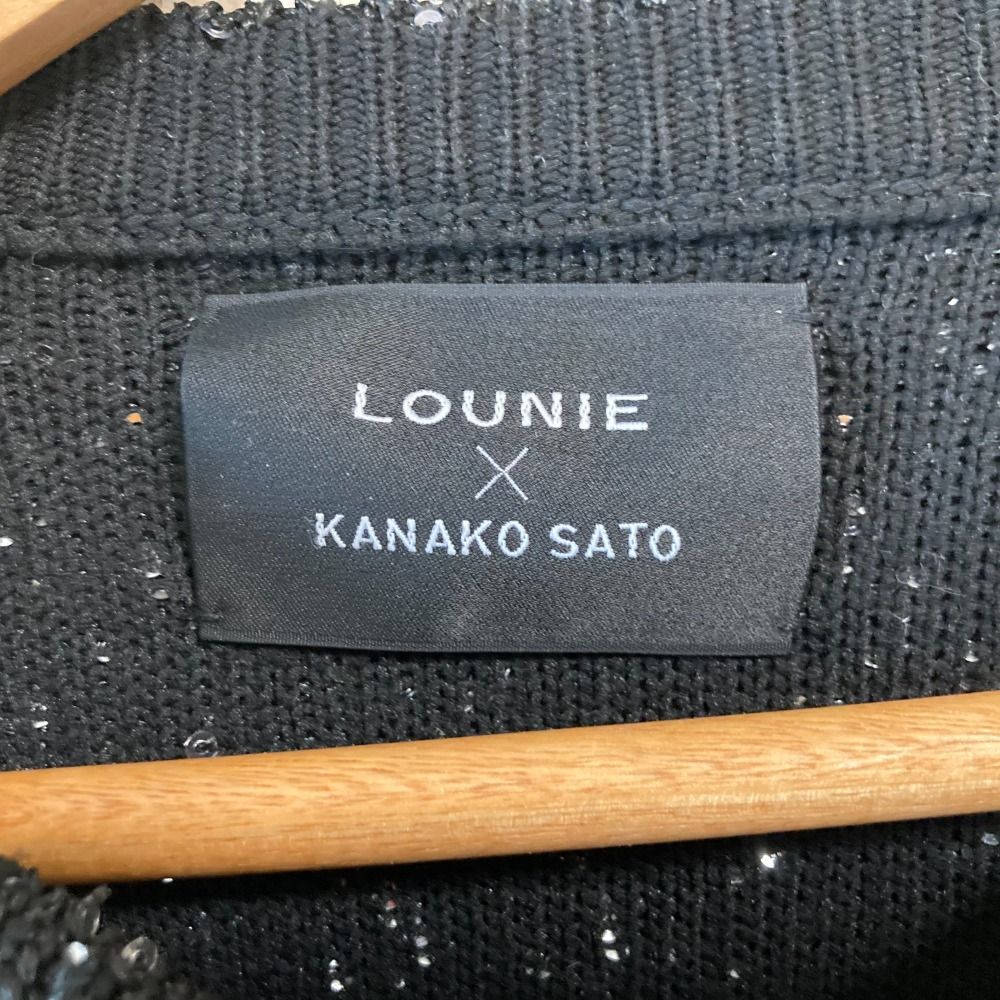 LOUNIE
×
KANAKO SATO